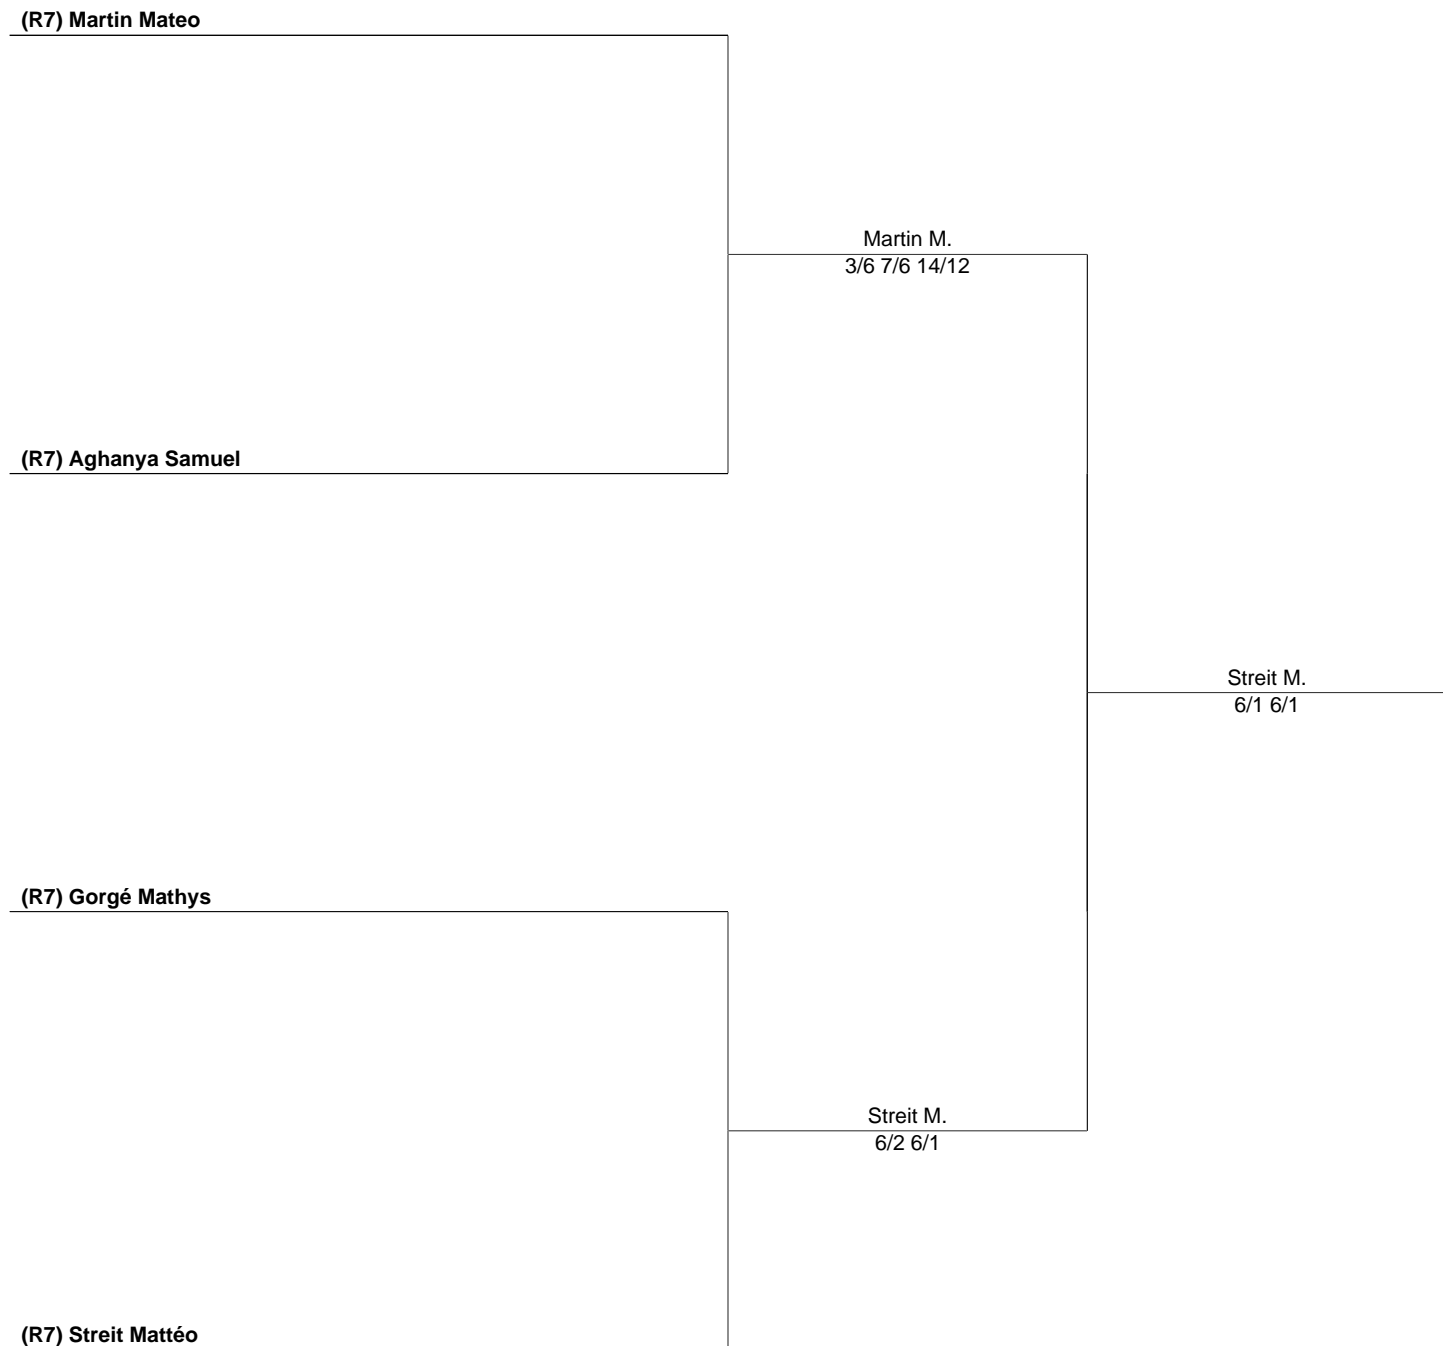 (R7) Martin Mateo
Martin M.
3/6 7/6 14/12
(R7) Aghanya Samuel
Streit M.
6/1 6/1
(R7) Gorgé Mathys
Streit M.
6/2 6/1
(R7) Streit Mattéo